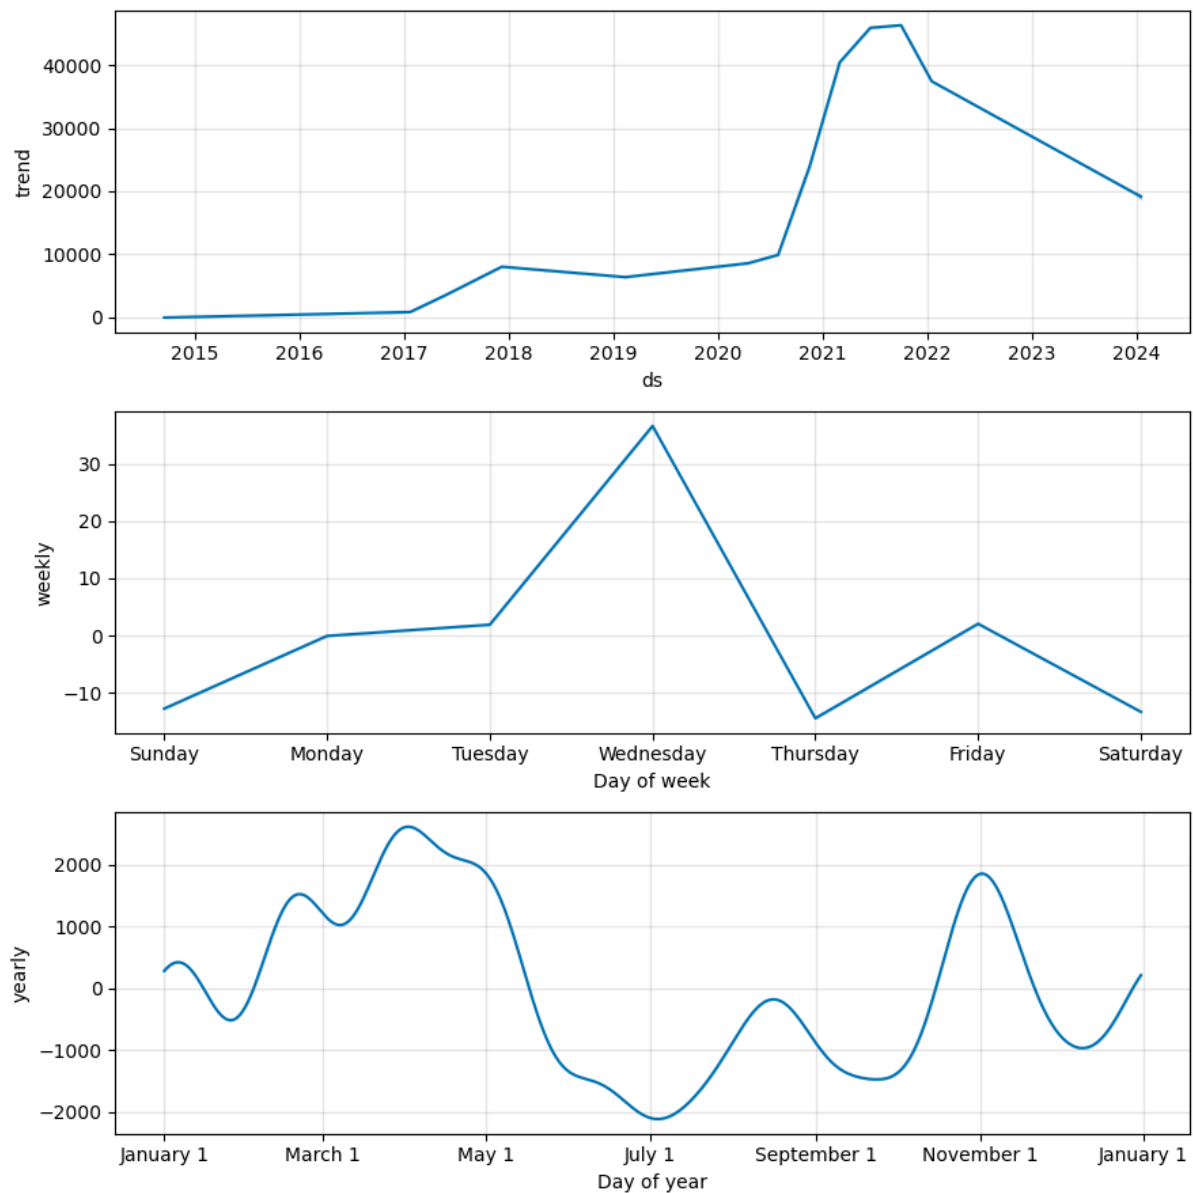 40000
30000
20000
10000
0
trend
2015 2016 2017 2018 2019 2020 2021 2022 2023 2024
ds
30
20
10
0
−10
weekly
Sunday Monday Tuesday Wednesday Thursday Friday Saturday
Day of week
2000
1000
0
−1000
−2000
yearly
January 1 March 1 May 1 July 1 September 1 November 1 January 1
Day of year